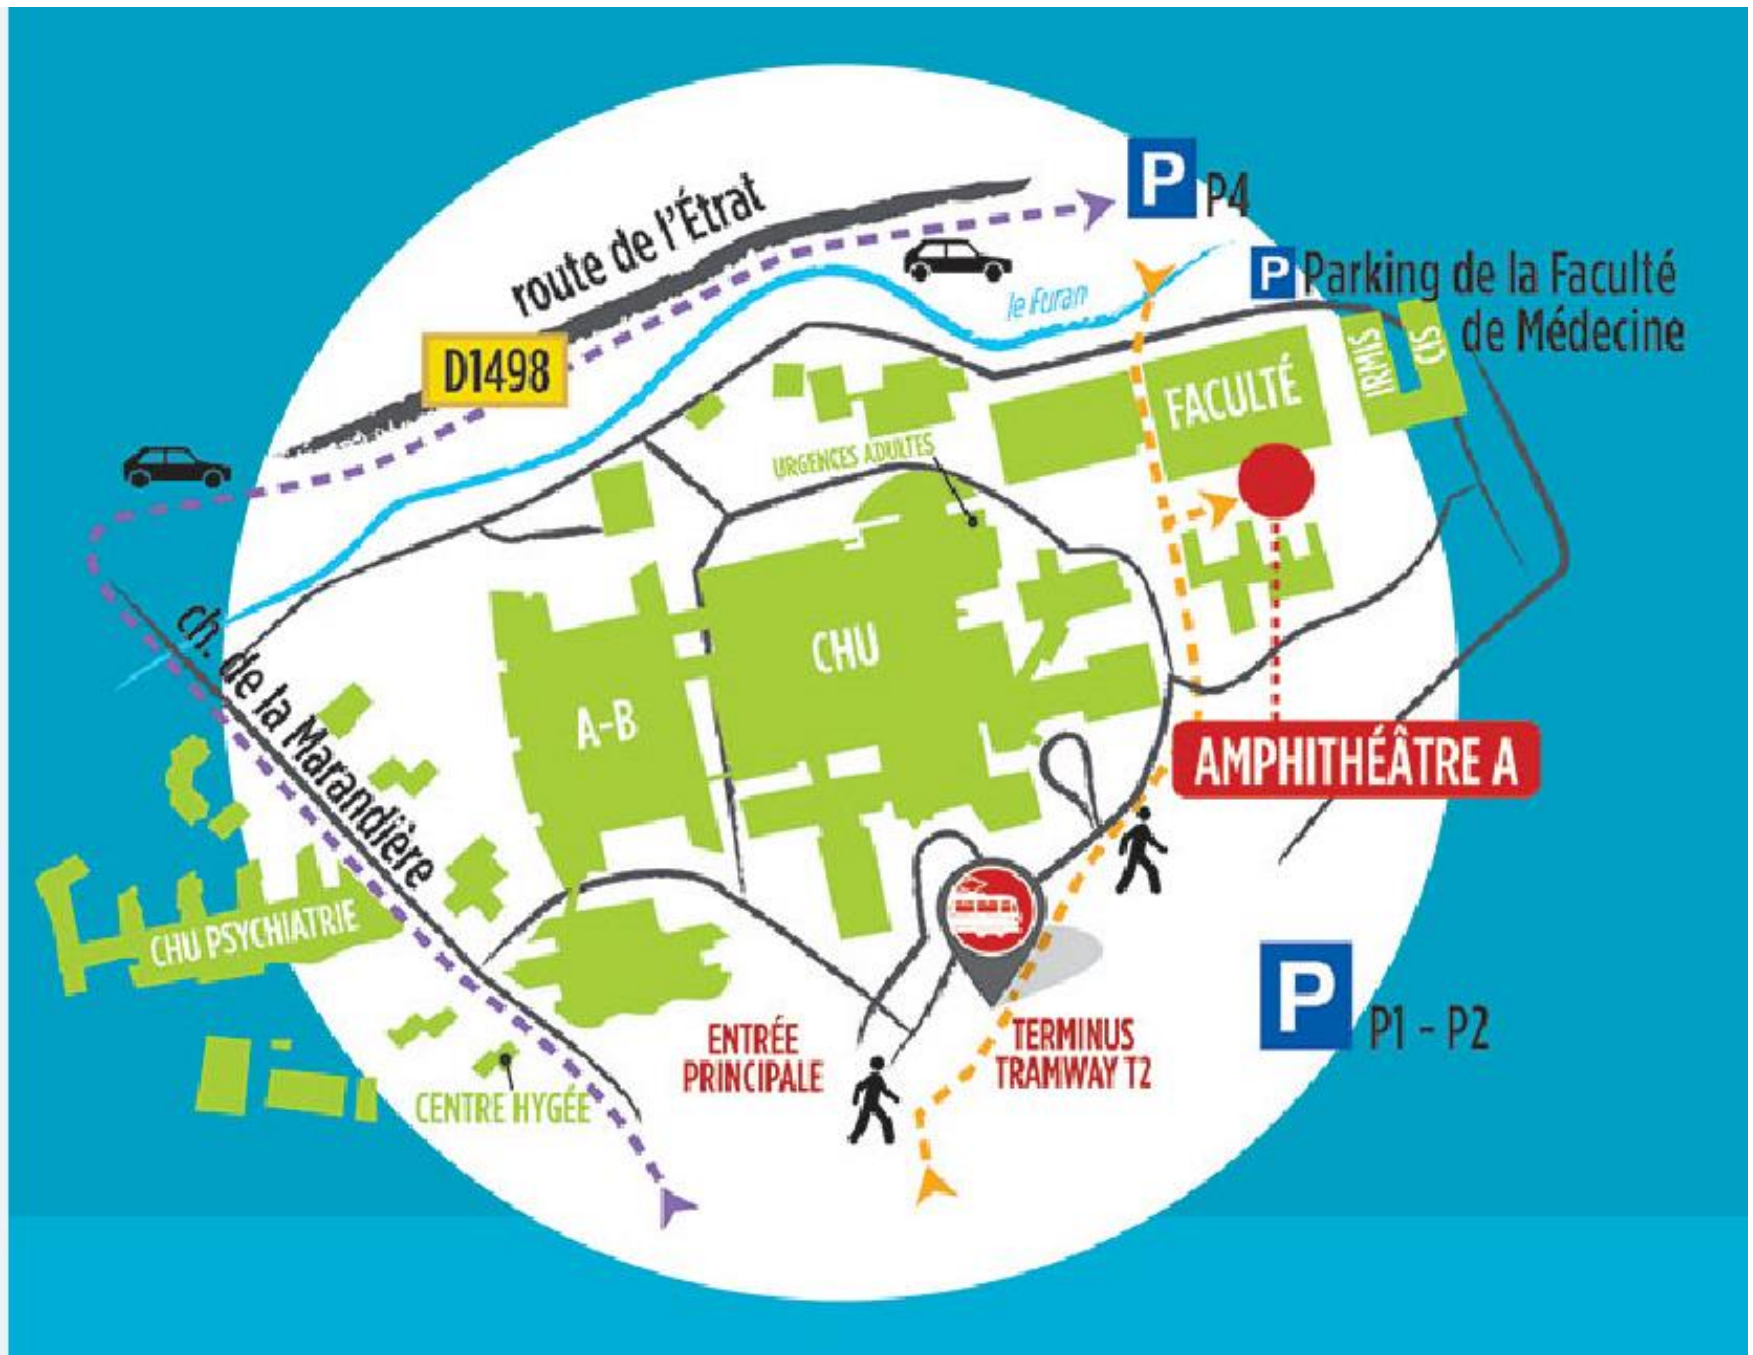 P
P4
route de l'Étrat
P Parking de la Faculté
de Médecine
le Furan
D1498
IRMIS
CIS
FACULTÉ
URGENCES ADULTES
ch. de la Marandière
CHU
A-B
AMPHITHÉÂTRE A
CHU PSYCHIATRIE
P
P1 - P2
ENTRÉE
PRINCIPALE
TERMINUS
TRAMWAY T2
CENTRE HYGÉE